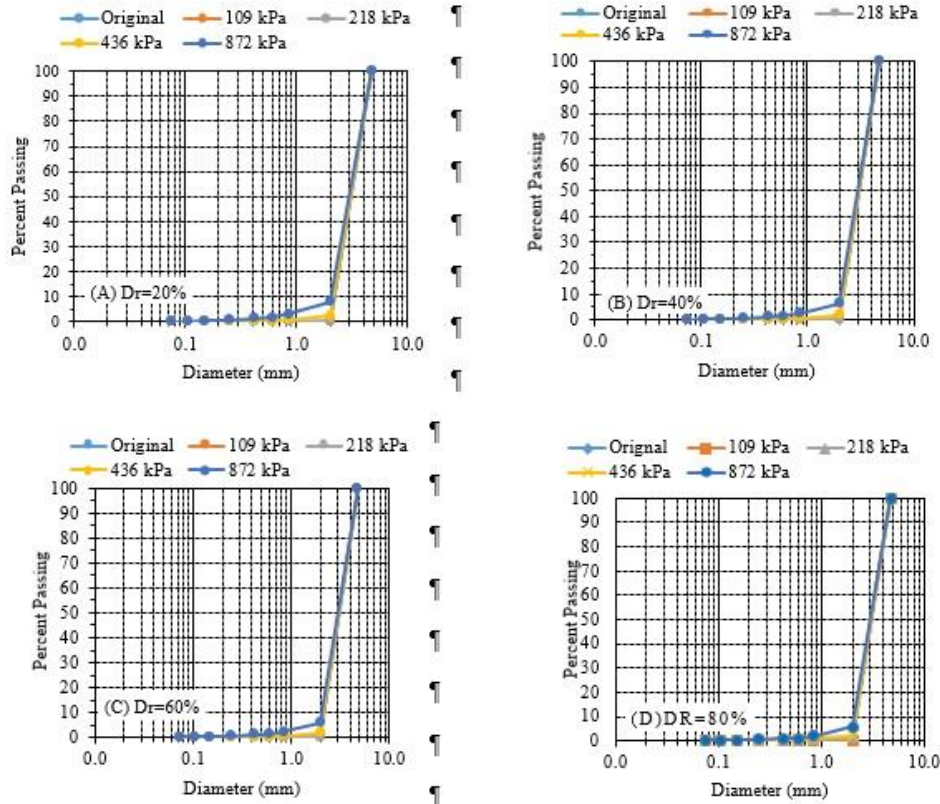 Original 109 kPa 218 kPa
436 kPa 872 kPa
Percent Passing
100
90
80
70
60
50
40
30
20
10
0
(A) Dr=20%
0.0 0.1 1.0 10.0
Diameter (mm)
Original 109 kPa 218 kPa
436 kPa 872 kPa
Percent Passing
100
90
80
70
60
50
40
30
20
10
0
(B) Dr=40%
0.0 0.1 1.0 10.0
Diameter (mm)
¶
¶
¶
¶
¶
¶
¶
¶
Original 109 kPa 218 kPa
436 kPa 872 kPa
Percent Passing
100
90
80
70
60
50
40
30
20
10
0
(C) Dr=60%
0.0 0.1 1.0 10.0
Diameter (mm)
Orignal 109 kPa 218 kPa
436 kPa 872 kPa
Percent Passing
100
90
80
70
60
50
40
30
20
10
0
(D)DR=80%
0.0 0.1 1.0 10.0
Diameter (mm)
¶
¶
¶
¶
¶
¶
¶
¶